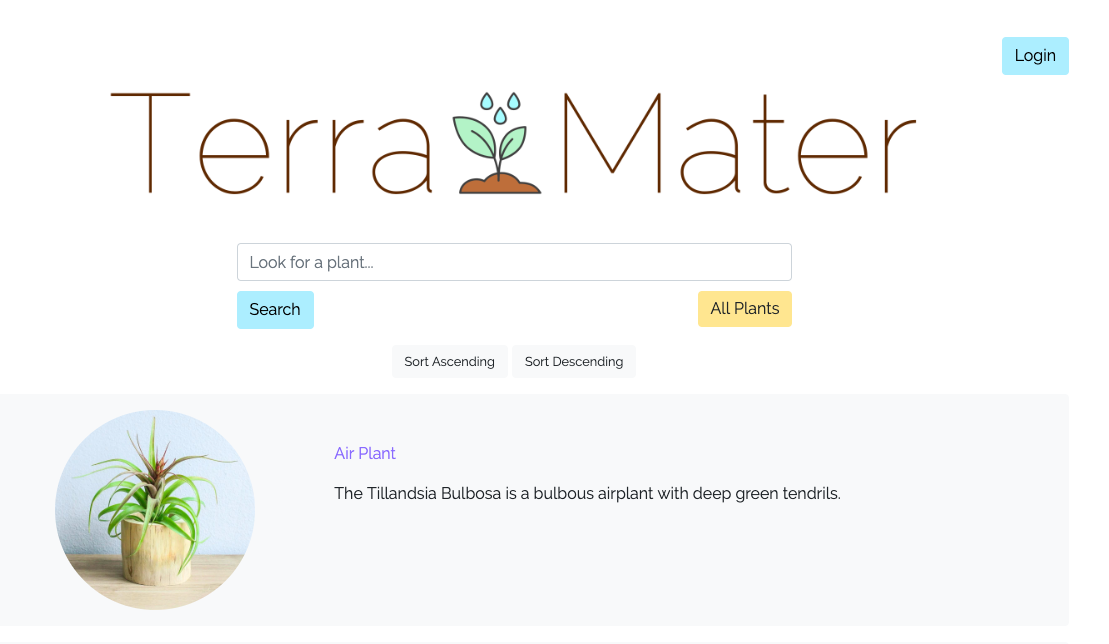 Login
Terra Mater
Look for a plant...
Search
All Plants
Sort Ascending
Sort Descending
Air Plant
The Tillandsia Bulbosa is a bulbous airplant with deep green tendrils.